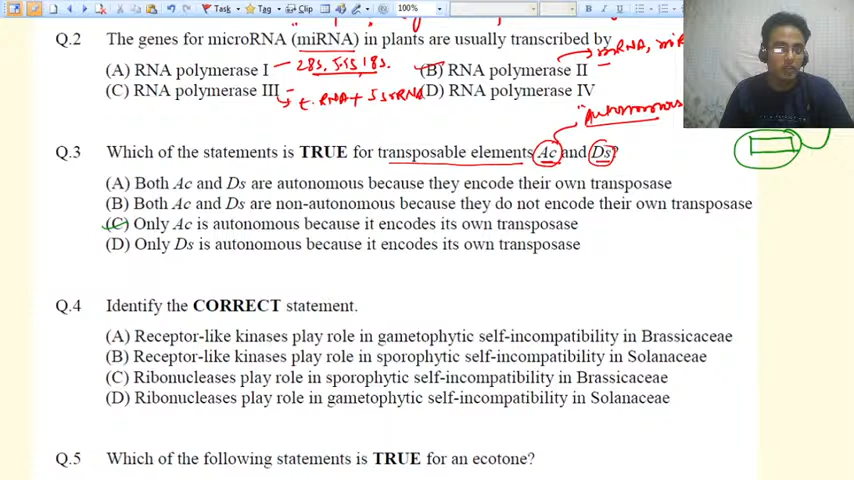 Task Tag Clip 100% B I U
Q.2 The genes for microRNA (miRNA) in plants are usually transcribed by
mRNA, mi
(A) RNA polymerase I 28s, 5.5s, 18s. (B) RNA polymerase II
(C) RNA polymerase III t.RNA + 5srRNA (D) RNA polymerase IV
"Autonomous
Q.3 Which of the statements is TRUE for transposable elements Ac and Ds?
(A) Both Ac and Ds are autonomous because they encode their own transposase
(B) Both Ac and Ds are non-autonomous because they do not encode their own transposase
(C) Only Ac is autonomous because it encodes its own transposase
(D) Only Ds is autonomous because it encodes its own transposase
Q.4 Identify the CORRECT statement.
(A) Receptor-like kinases play role in gametophytic self-incompatibility in Brassicaceae
(B) Receptor-like kinases play role in sporophytic self-incompatibility in Solanaceae
(C) Ribonucleases play role in sporophytic self-incompatibility in Brassicaceae
(D) Ribonucleases play role in gametophytic self-incompatibility in Solanaceae
Q.5 Which of the following statements is TRUE for an ecotone?